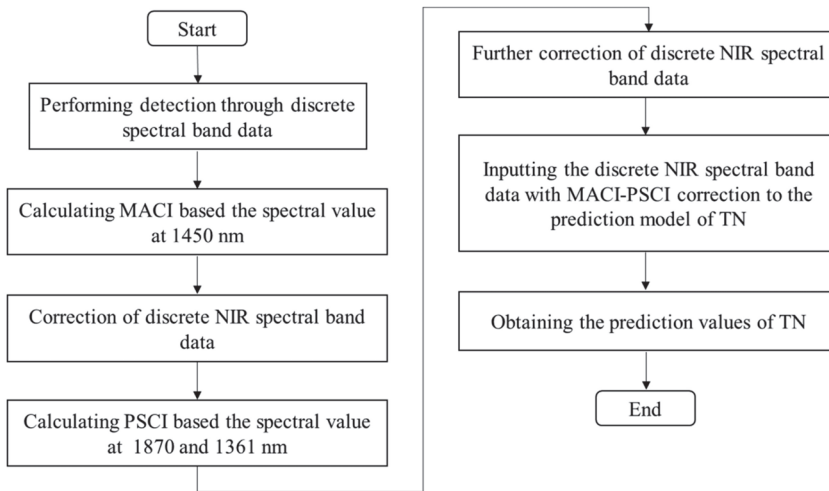 Start
Performing detection through discrete
spectral band data
Calculating MACI based the spectral value
at 1450 nm
Correction of discrete NIR spectral band
data
Calculating PSCI based the spectral value
at 1870 and 1361 nm
Further correction of discrete NIR spectral
band data
Inputting the discrete NIR spectral band
data with MACI-PSCI correction to the
prediction model of TN
Obtaining the prediction values of TN
End